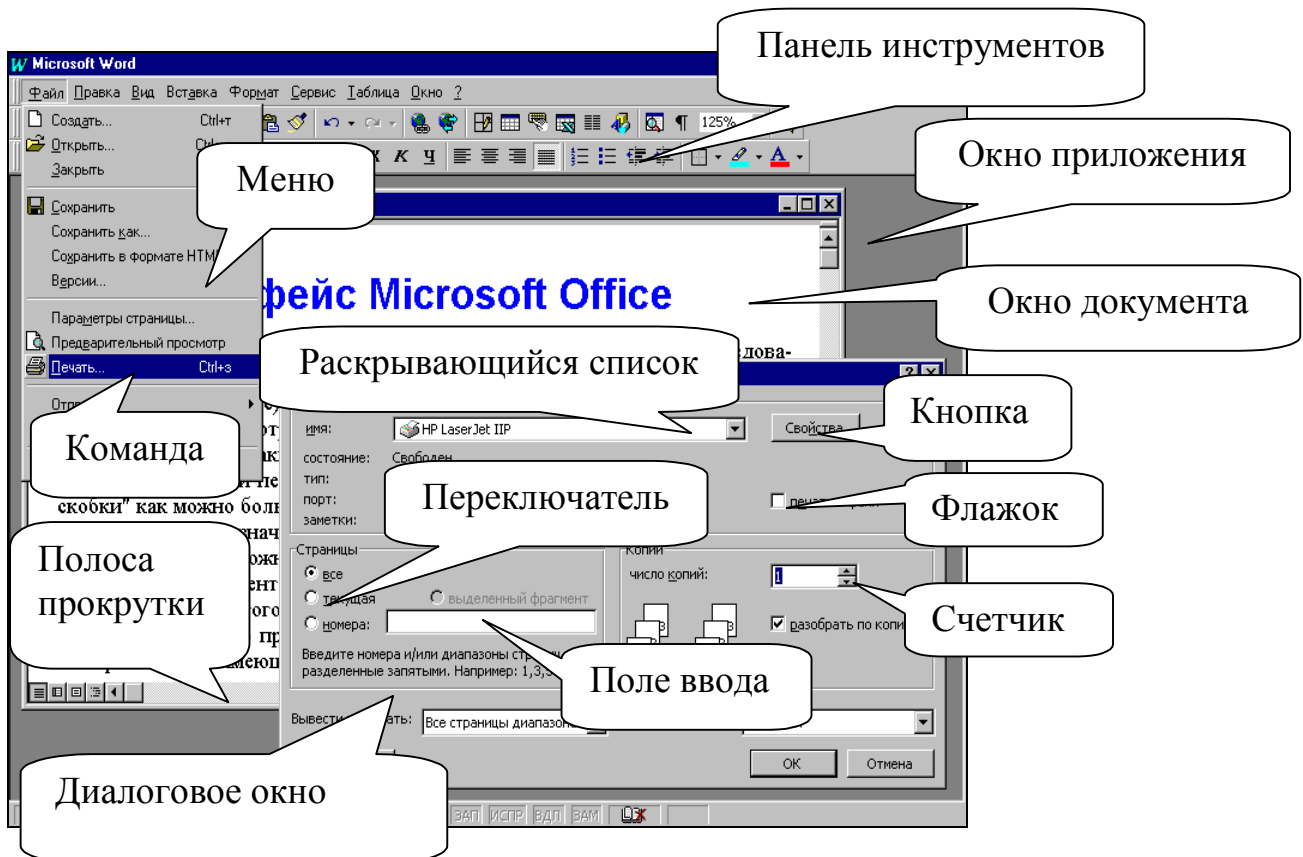 Microsoft Word
Файл Правка Вид Вставка Формат Сервис Таблица Окно ?
Создать... Ctrl+т
Открыть...
Закрыть
Сохранить
Сохранить как...
Сохранить в формате HTM
Версии...
Параметры страницы...
Предварительный просмотр
Печать... Ctrl+з
125%
К Ч
Панель инструментов
Окно приложения
Меню
фейс Microsoft Office
Окно документа
Раскрывающийся список
Кнопка
Команда
имя: HP LaserJet IIP
Свойства
состояние: Свободен
тип:
порт:
заметки:
Переключатель
Флажок
скобки" как можно боль
Полоса
прокрутки
Страницы
все
текущая
выделенный фрагмент
номера:
Введите номера и/или диапазоны
разделенные запятыми. Например: 1,3,5
Копии
число копий: 1
разобрать по копи
Счетчик
Поле ввода
Вывести
ать: Все страницы диапазона
OK
Отмена
Диалоговое окно
ЗАП ИСПР ВДЛ ЗАМ